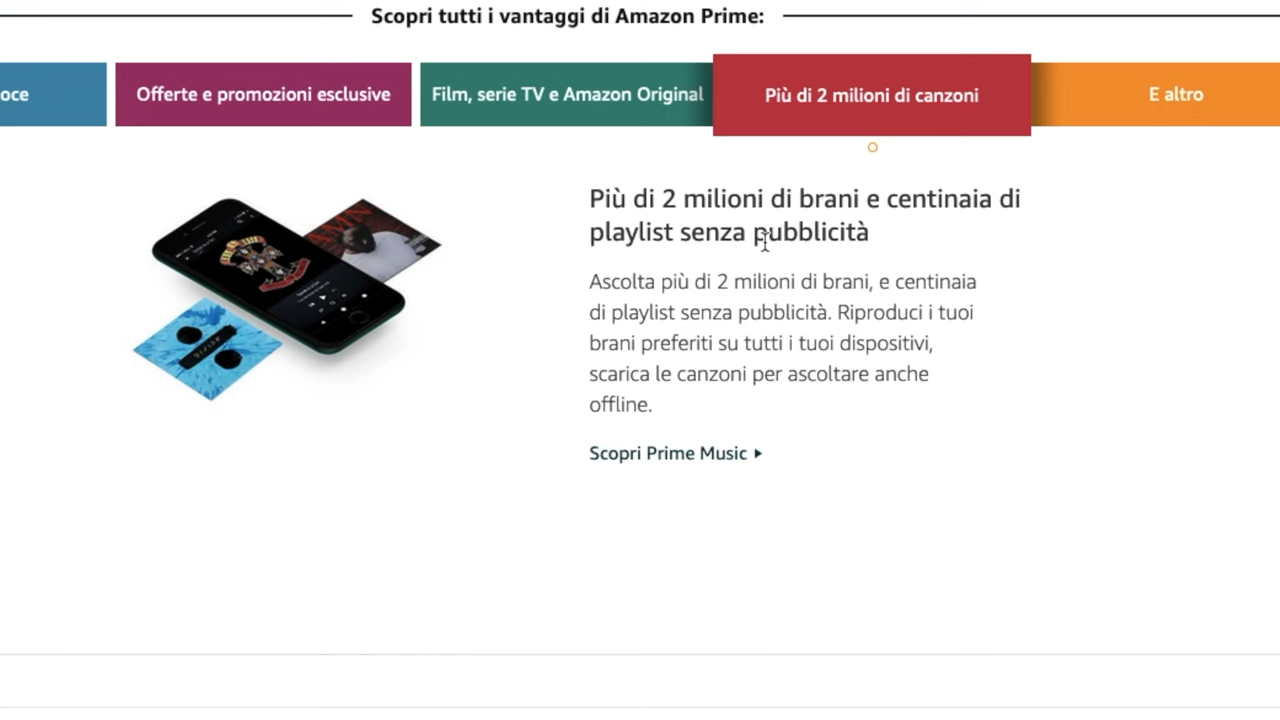 Scopri tutti i vantaggi di Amazon Prime:
oce
Offerte e promozioni esclusive
Film, serie TV e Amazon Original
Più di 2 milioni di canzoni
E altro
Più di 2 milioni di brani e centinaia di
playlist senza pubblicità
Ascolta più di 2 milioni di brani, e centinaia
di playlist senza pubblicità. Riproduci i tuoi
brani preferiti su tutti i tuoi dispositivi,
scarica le canzoni per ascoltare anche
offline.
Scopri Prime Music